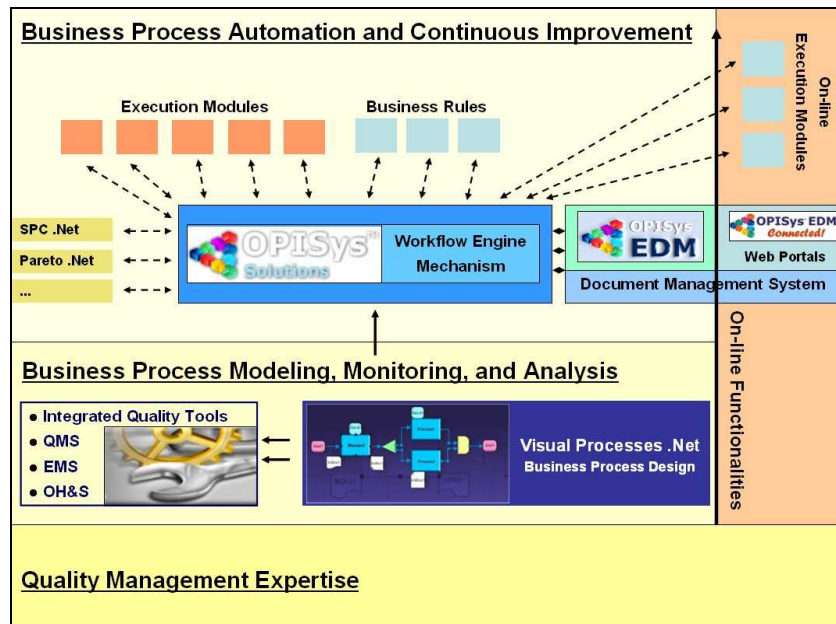 Business Process Automation and Continuous Improvement
Execution Modules
Business Rules
On-line
Execution Modules
SPC .Net
Pareto .Net
...
OPISys™
Solutions
Workflow Engine
Mechanism
OPISys
EDM
OPISys EDM
Connected!
Web Portals
Document Management System
Business Process Modeling, Monitoring, and Analysis
On-line Functionalities
● Integrated Quality Tools
● QMS
● EMS
● OH&S
Visual Processes .Net
Business Process Design
Quality Management Expertise